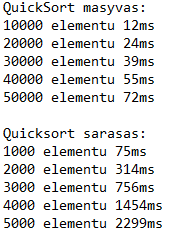 QuickSort masyvas:
10000 elementu 12ms
20000 elementu 24ms
30000 elementu 39ms
40000 elementu 55ms
50000 elementu 72ms

Quicksort sarasas:
1000 elementu 75ms
2000 elementu 314ms
3000 elementu 756ms
4000 elementu 1454ms
5000 elementu 2299ms